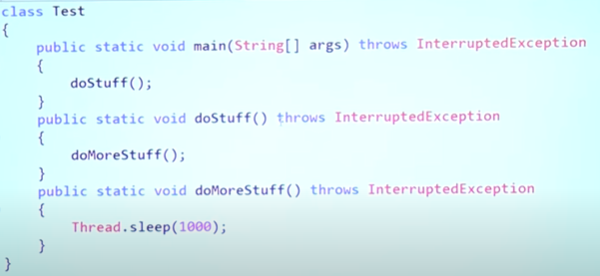 class Test
{
public static void main(String[] args) throws InterruptedException
{
doStuff();
}
public static void doStuff() throws InterruptedException
{
doMoreStuff();
}
public static void doMoreStuff() throws InterruptedException
{
Thread.sleep(1000);
}
}